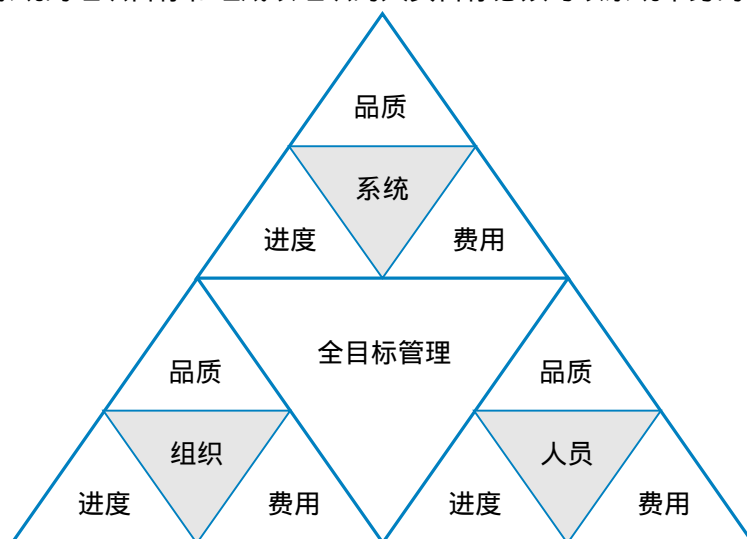 品质
系统
进度 费用
全目标管理
品质 品质
组织 人员
进度 费用 进度 费用